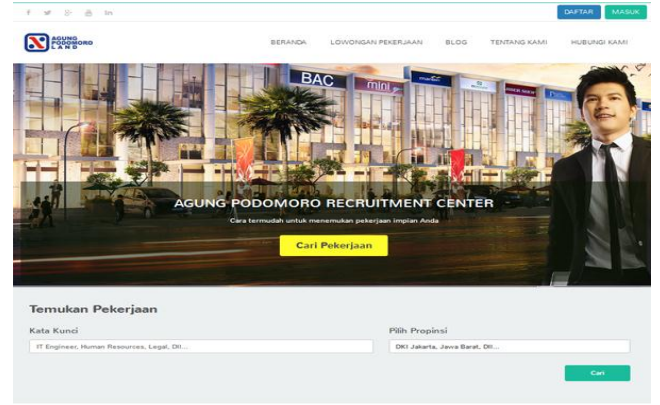 DAFTAR MASUK
AGUNG
PODOMORO
LAND
BERANDA LOWONGAN PEKERJAAN BLOG TENTANG KAMI HUBUNGI KAMI
BAC
mini
AGUNG PODOMORO RECRUITMENT CENTER
Cara termudah untuk menemukan pekerjaan impian Anda
Cari Pekerjaan
Temukan Pekerjaan
Kata Kunci
Pilih Propinsi
IT Engineer, Human Resources, Legal, Dll...
DKI Jakarta, Jawa Barat, Dll...
Cari